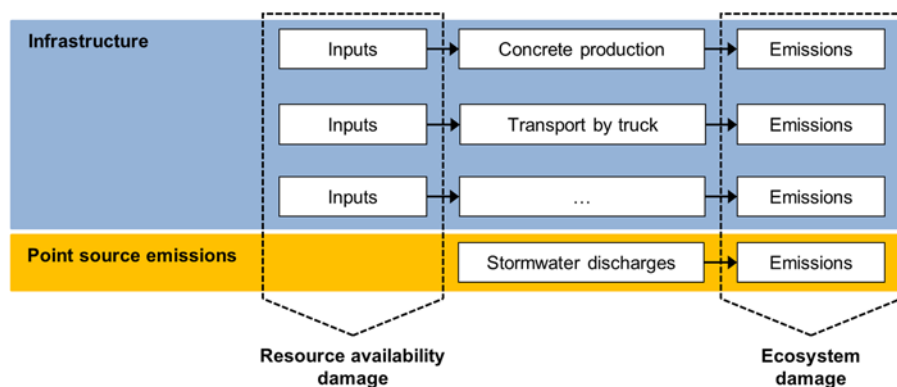 Infrastructure
Inputs
Concrete production
Emissions
Inputs
Transport by truck
Emissions
Inputs
...
Emissions
Point source emissions
Stormwater discharges
Emissions
Resource availability
damage
Ecosystem
damage